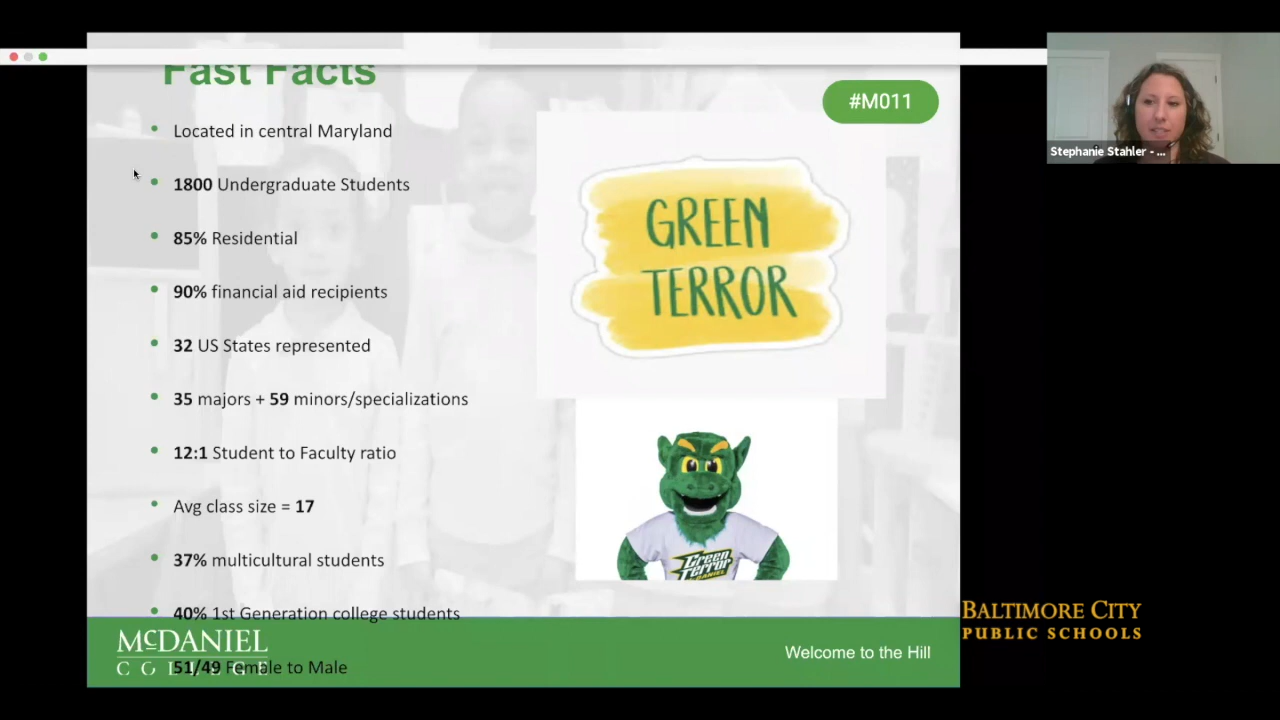 Fast Facts
#M011
Located in central Maryland
1800 Undergraduate Students
85% Residential
90% financial aid recipients
32 US States represented
35 majors + 59 minors/specializations
12:1 Student to Faculty ratio
Avg class size = 17
37% multicultural students
40% 1st Generation college students
51/49 Female to Male
GREEN
TERROR
Green
Terror
MCDANIEL
COLLEGE
Welcome to the Hill
Stephanie Stahler - ...
BALTIMORE CITY
PUBLIC SCHOOLS